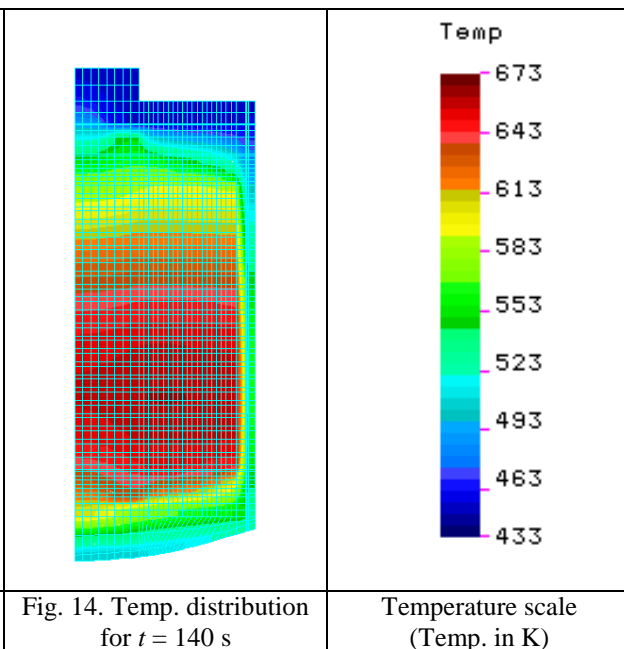 Temp
673
643
613
583
553
523
493
463
433
Fig. 14. Temp. distribution
for t = 140 s
Temperature scale
(Temp. in K)